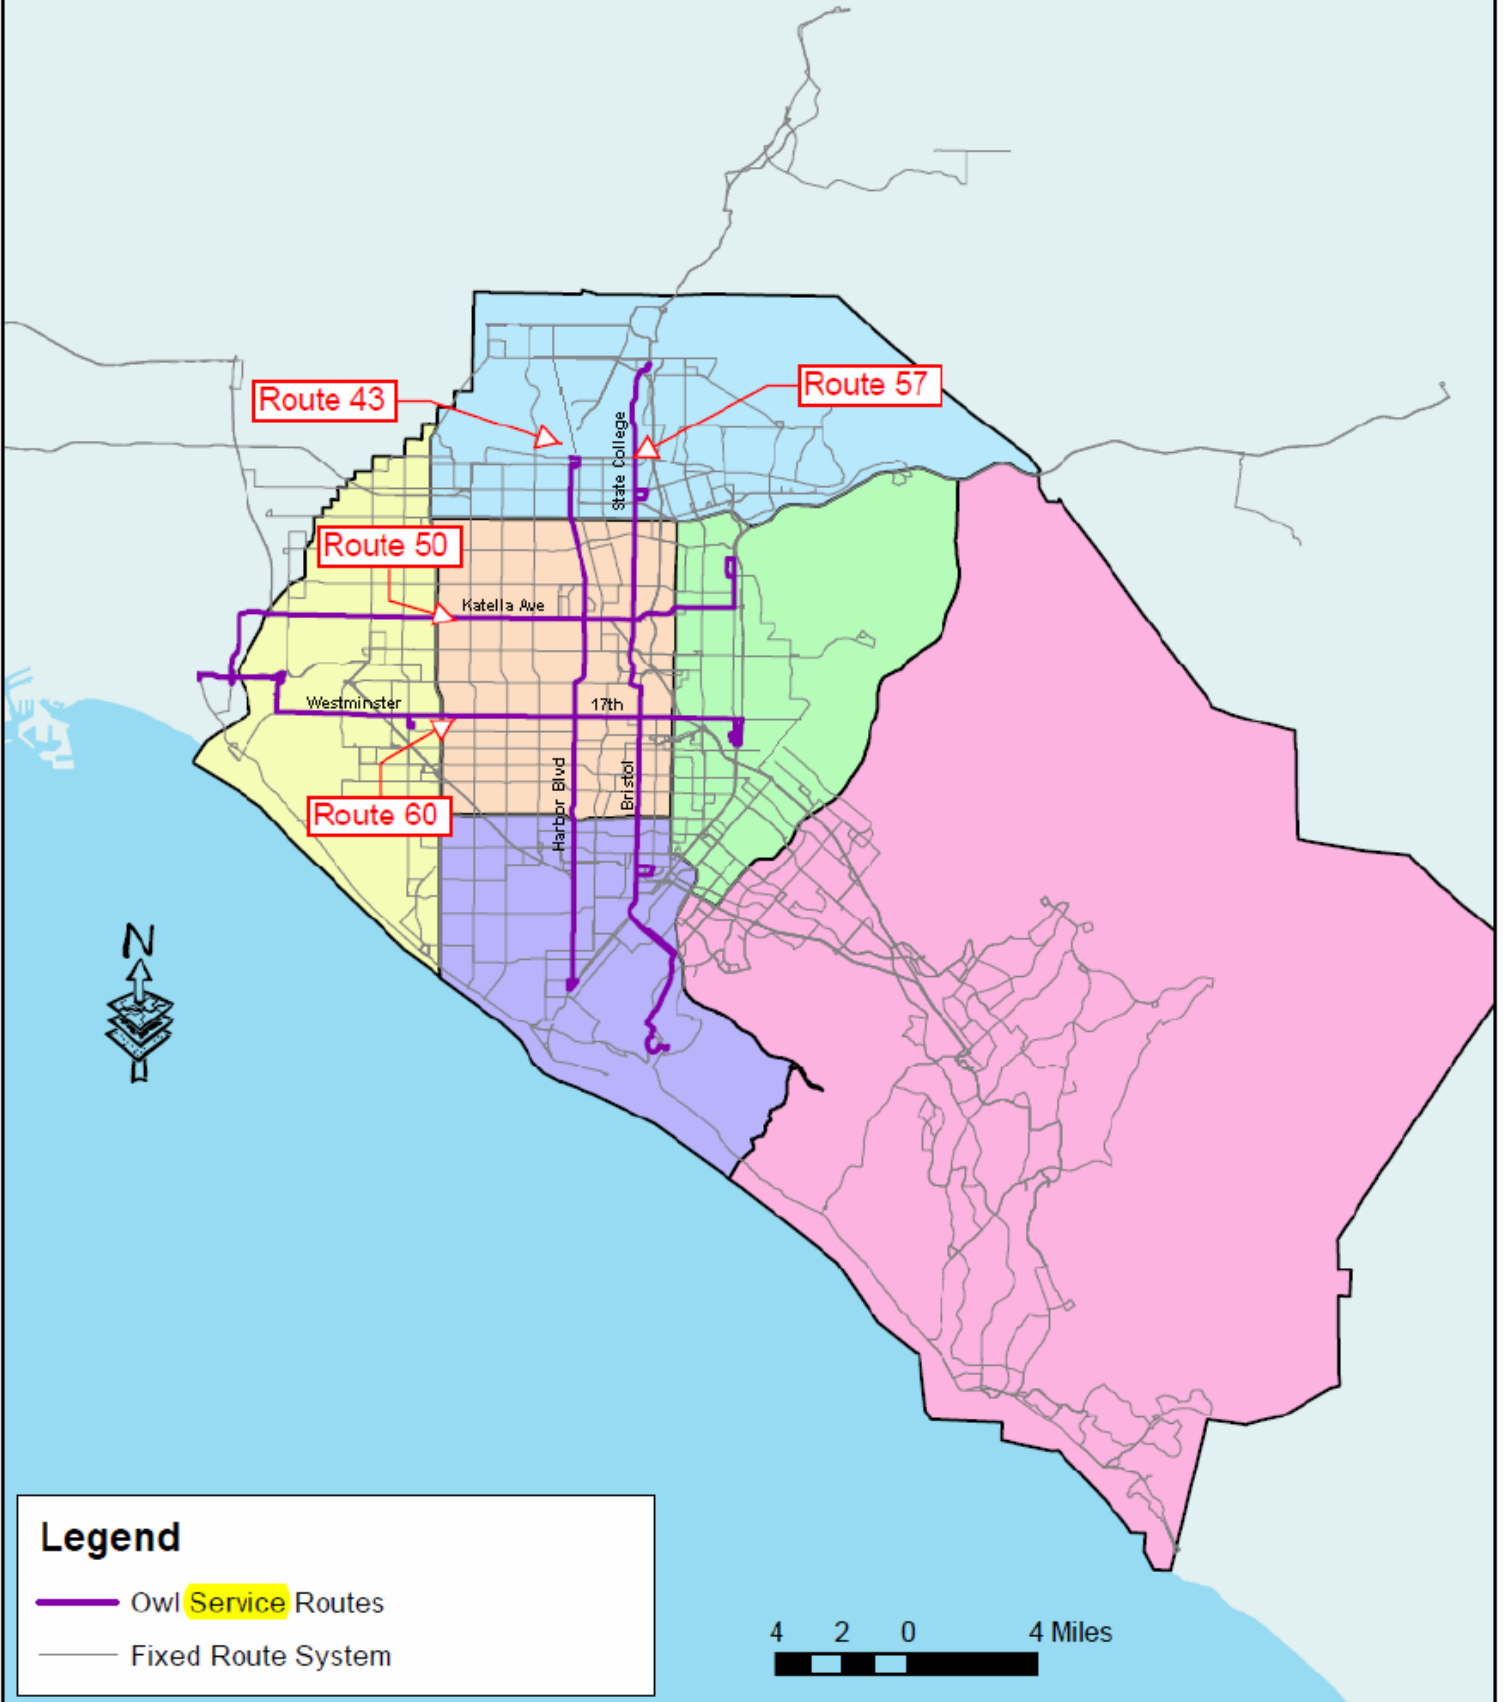 Route 43
Route 57
State College
Route 50
Katella Ave
Westminster
17th
Route 60
Harbor Blvd
Bristol
N
Legend
Owl Service Routes
Fixed Route System
4 2 0 4 Miles